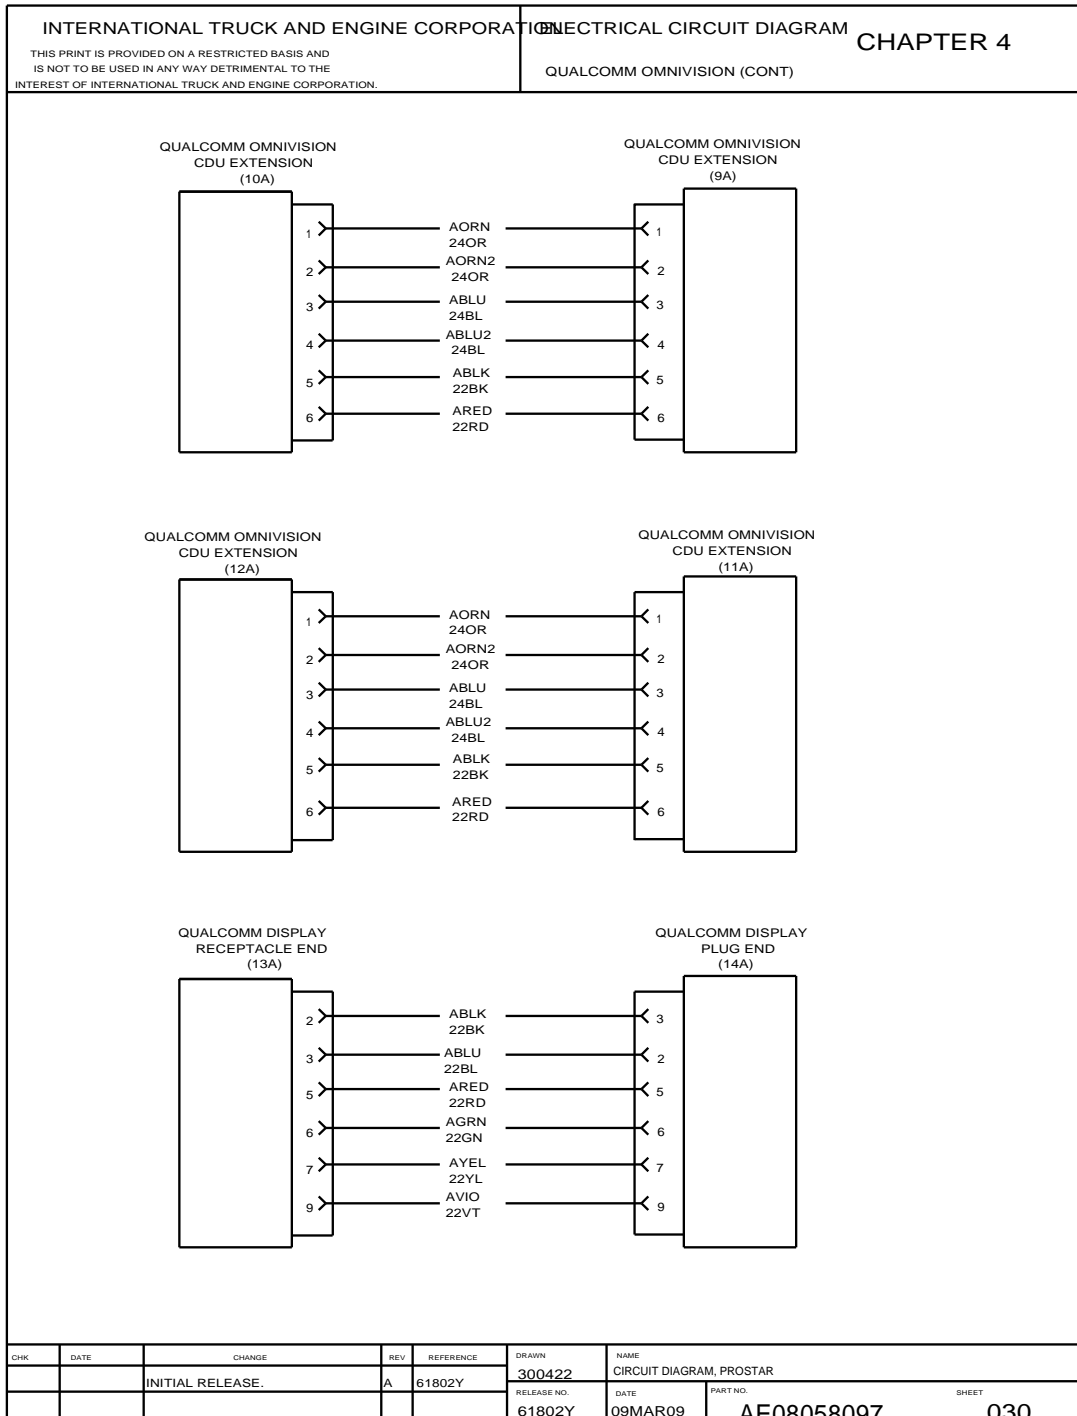 INTERNATIONAL TRUCK AND ENGINE CORPORATION
THIS PRINT IS PROVIDED ON A RESTRICTED BASIS AND
IS NOT TO BE USED IN ANY WAY DETRIMENTAL TO THE
INTEREST OF INTERNATIONAL TRUCK AND ENGINE CORPORATION.
ELECTRICAL CIRCUIT DIAGRAM
QUALCOMM OMNIVISION (CONT)
CHAPTER 4
QUALCOMM OMNIVISION
CDU EXTENSION
(10A)
QUALCOMM OMNIVISION
CDU EXTENSION
(9A)
1 AORN 1
24OR
2 AORN2 2
24OR
3 ABLU 3
24BL
4 ABLU2 4
24BL
5 ABLK 5
22BK
6 ARED 6
22RD
QUALCOMM OMNIVISION
CDU EXTENSION
(12A)
QUALCOMM OMNIVISION
CDU EXTENSION
(11A)
1 AORN 1
24OR
2 AORN2 2
24OR
3 ABLU 3
24BL
4 ABLU2 4
24BL
5 ABLK 5
22BK
6 ARED 6
22RD
QUALCOMM DISPLAY
RECEPTACLE END
(13A)
QUALCOMM DISPLAY
PLUG END
(14A)
2 ABLK 3
22BK
3 ABLU 2
22BL
5 ARED 5
22RD
6 AGRN 6
22GN
7 AYEL 7
22YL
9 AVIO 9
22VT
CHK DATE CHANGE REV REFERENCE
INITIAL RELEASE. A 61802Y
DRAWN
300422
NAME
CIRCUIT DIAGRAM, PROSTAR
RELEASE NO.
61802Y
DATE
09MAR09
PART NO.
AE08058097
SHEET
030